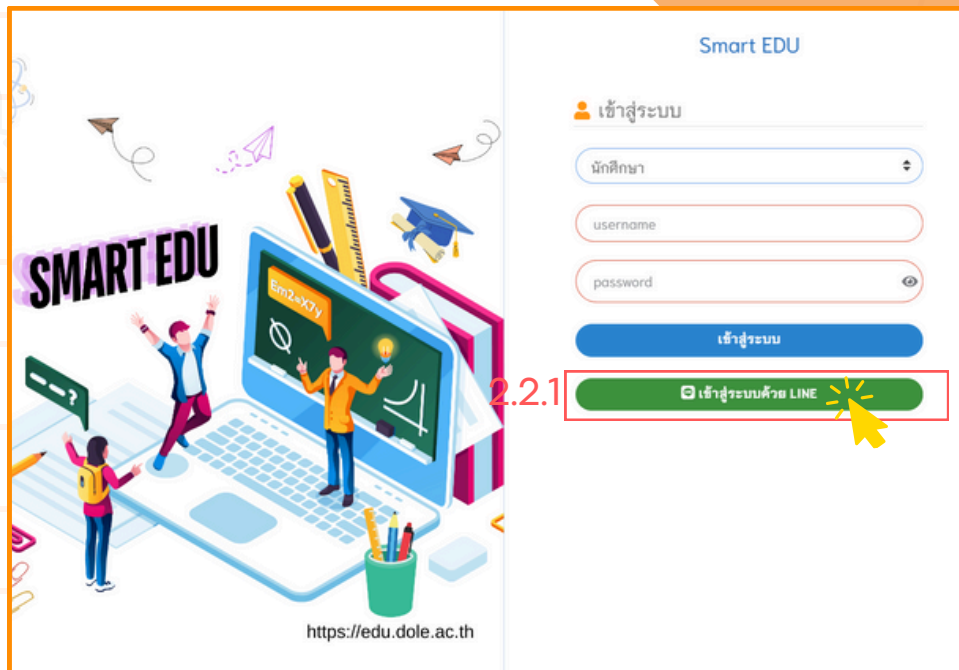 SMART EDU
Em2=X7y
--?
https://edu.dole.ac.th
Smart EDU
เข้าสู่ระบบ
นักศึกษา
username
password
เข้าสู่ระบบ
2.2.1
เข้าสู่ระบบด้วย LINE